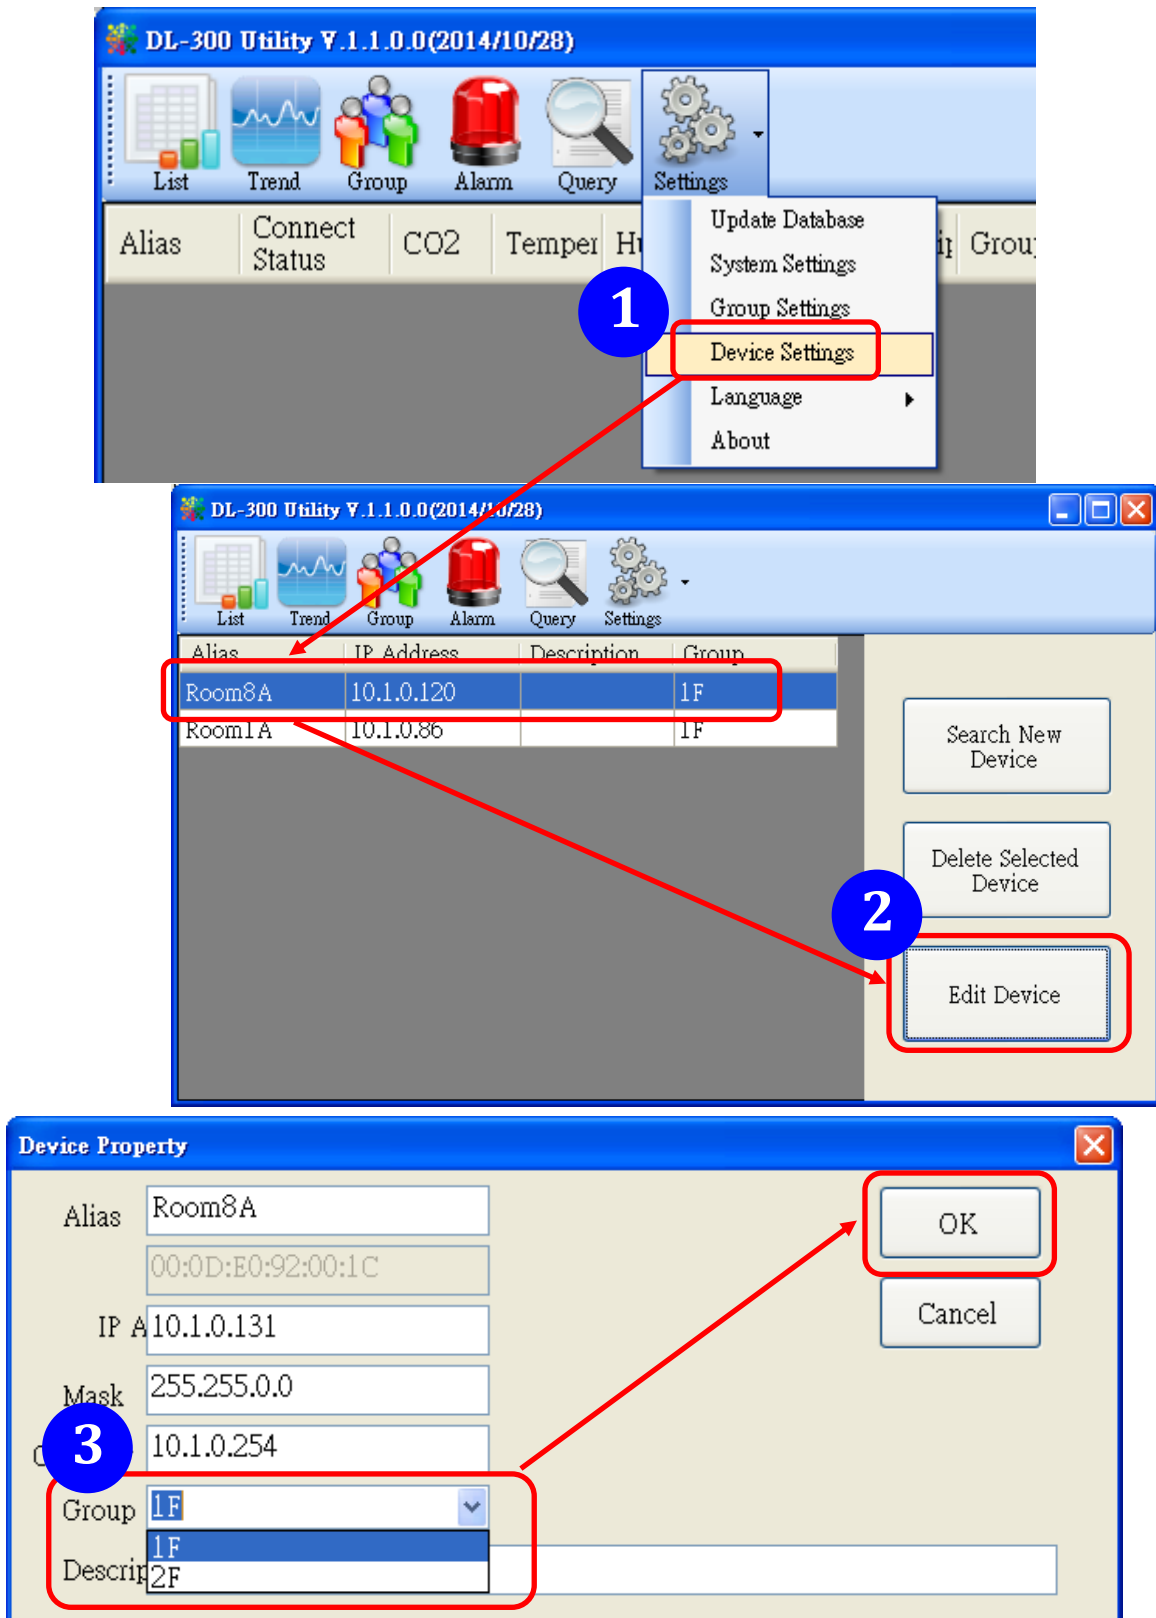 DL-300 Utility V.1.1.0.0(2014/10/28)
List Trend Group Alarm Query Settings
Alias Connect Status CO2 Temper Grou
Update Database
System Settings
Group Settings
1
Device Settings
Language
About
DL-300 Utility V.1.1.0.0(2014/10/28)
List Trend Group Alarm Query Settings
Alias IP Address Description Group
Room8A 10.1.0.120 1F
Room1A 10.1.0.86 1F
Search New
Device
Delete Selected
Device
2
Edit Device
Device Property
Alias Room8A
OK
00:0D:E0:92:00:1C
IP A 10.1.0.131
Cancel
Mask 255.255.0.0
3
10.1.0.254
Group 1F
1F
Descrip
2F